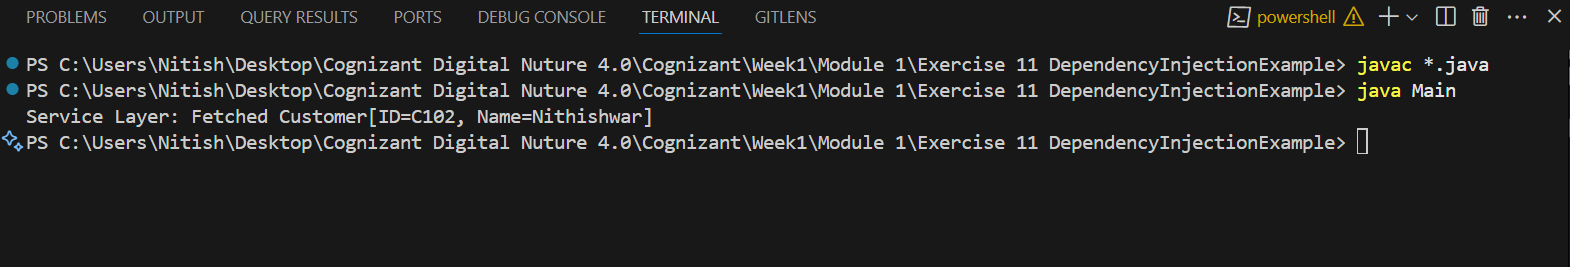 PROBLEMS OUTPUT QUERY RESULTS PORTS DEBUG CONSOLE TERMINAL GITLENS powershell
PS C:\Users\Nitish\Desktop\Cognizant Digital Nuture 4.0\Cognizant\Week1\Module 1\Exercise 11 DependencyInjectionExample> javac *.java
PS C:\Users\Nitish\Desktop\Cognizant Digital Nuture 4.0\Cognizant\Week1\Module 1\Exercise 11 DependencyInjectionExample> java Main
Service Layer: Fetched Customer[ID=C102, Name=Nithishwar]
PS C:\Users\Nitish\Desktop\Cognizant Digital Nuture 4.0\Cognizant\Week1\Module 1\Exercise 11 DependencyInjectionExample>